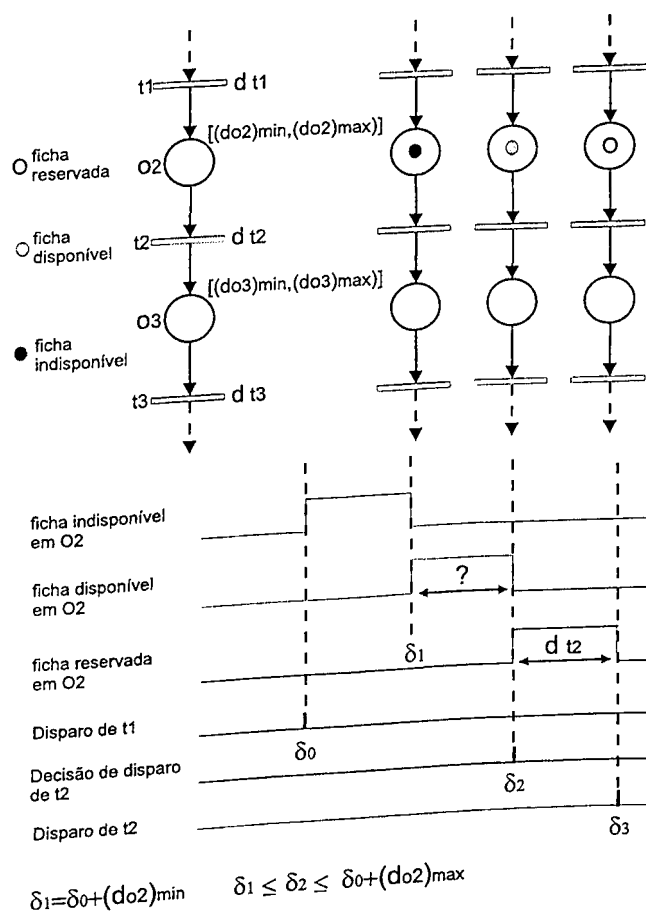 t1 d t1
[(do2)min,(do2)max)]
ficha
reservada
o2
ficha
disponível
t2 d t2
[(do3)min,(do3)max)]
o3
ficha
indisponível
t3 d t3
ficha indisponível
em O2
ficha disponível
em O2
?
δ1
ficha reservada
em O2
d t2
Disparo de t1
δ0
Decisão de disparo
de t2
δ2
Disparo de t2
δ3
δ1=δ0+(do2)min δ1 ≤ δ2 ≤ δ0+(do2)max